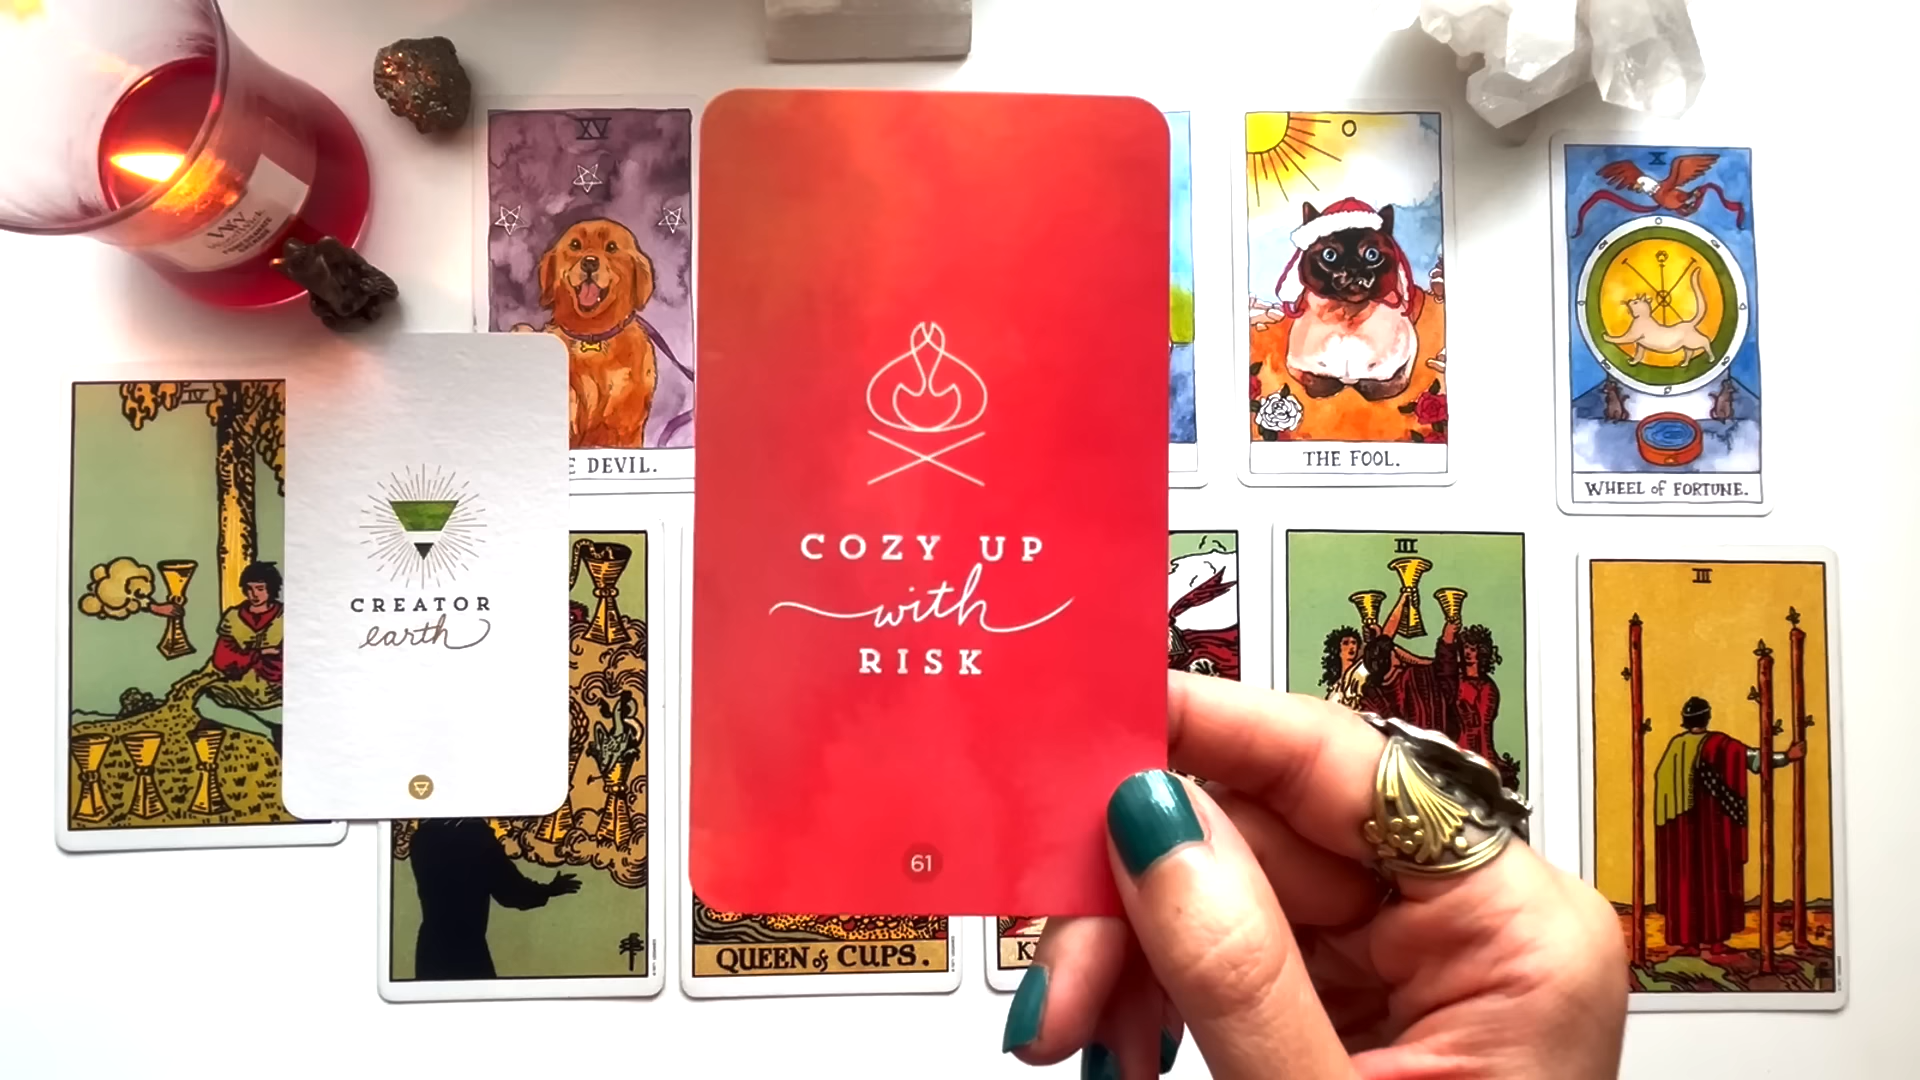 XV
O
X
E DEVIL.
THE FOOL.
WHEEL of FORTUNE.
IV
CREATOR
earth
COZY UP
with
RISK
61
III
III
QUEEN of CUPS.
K